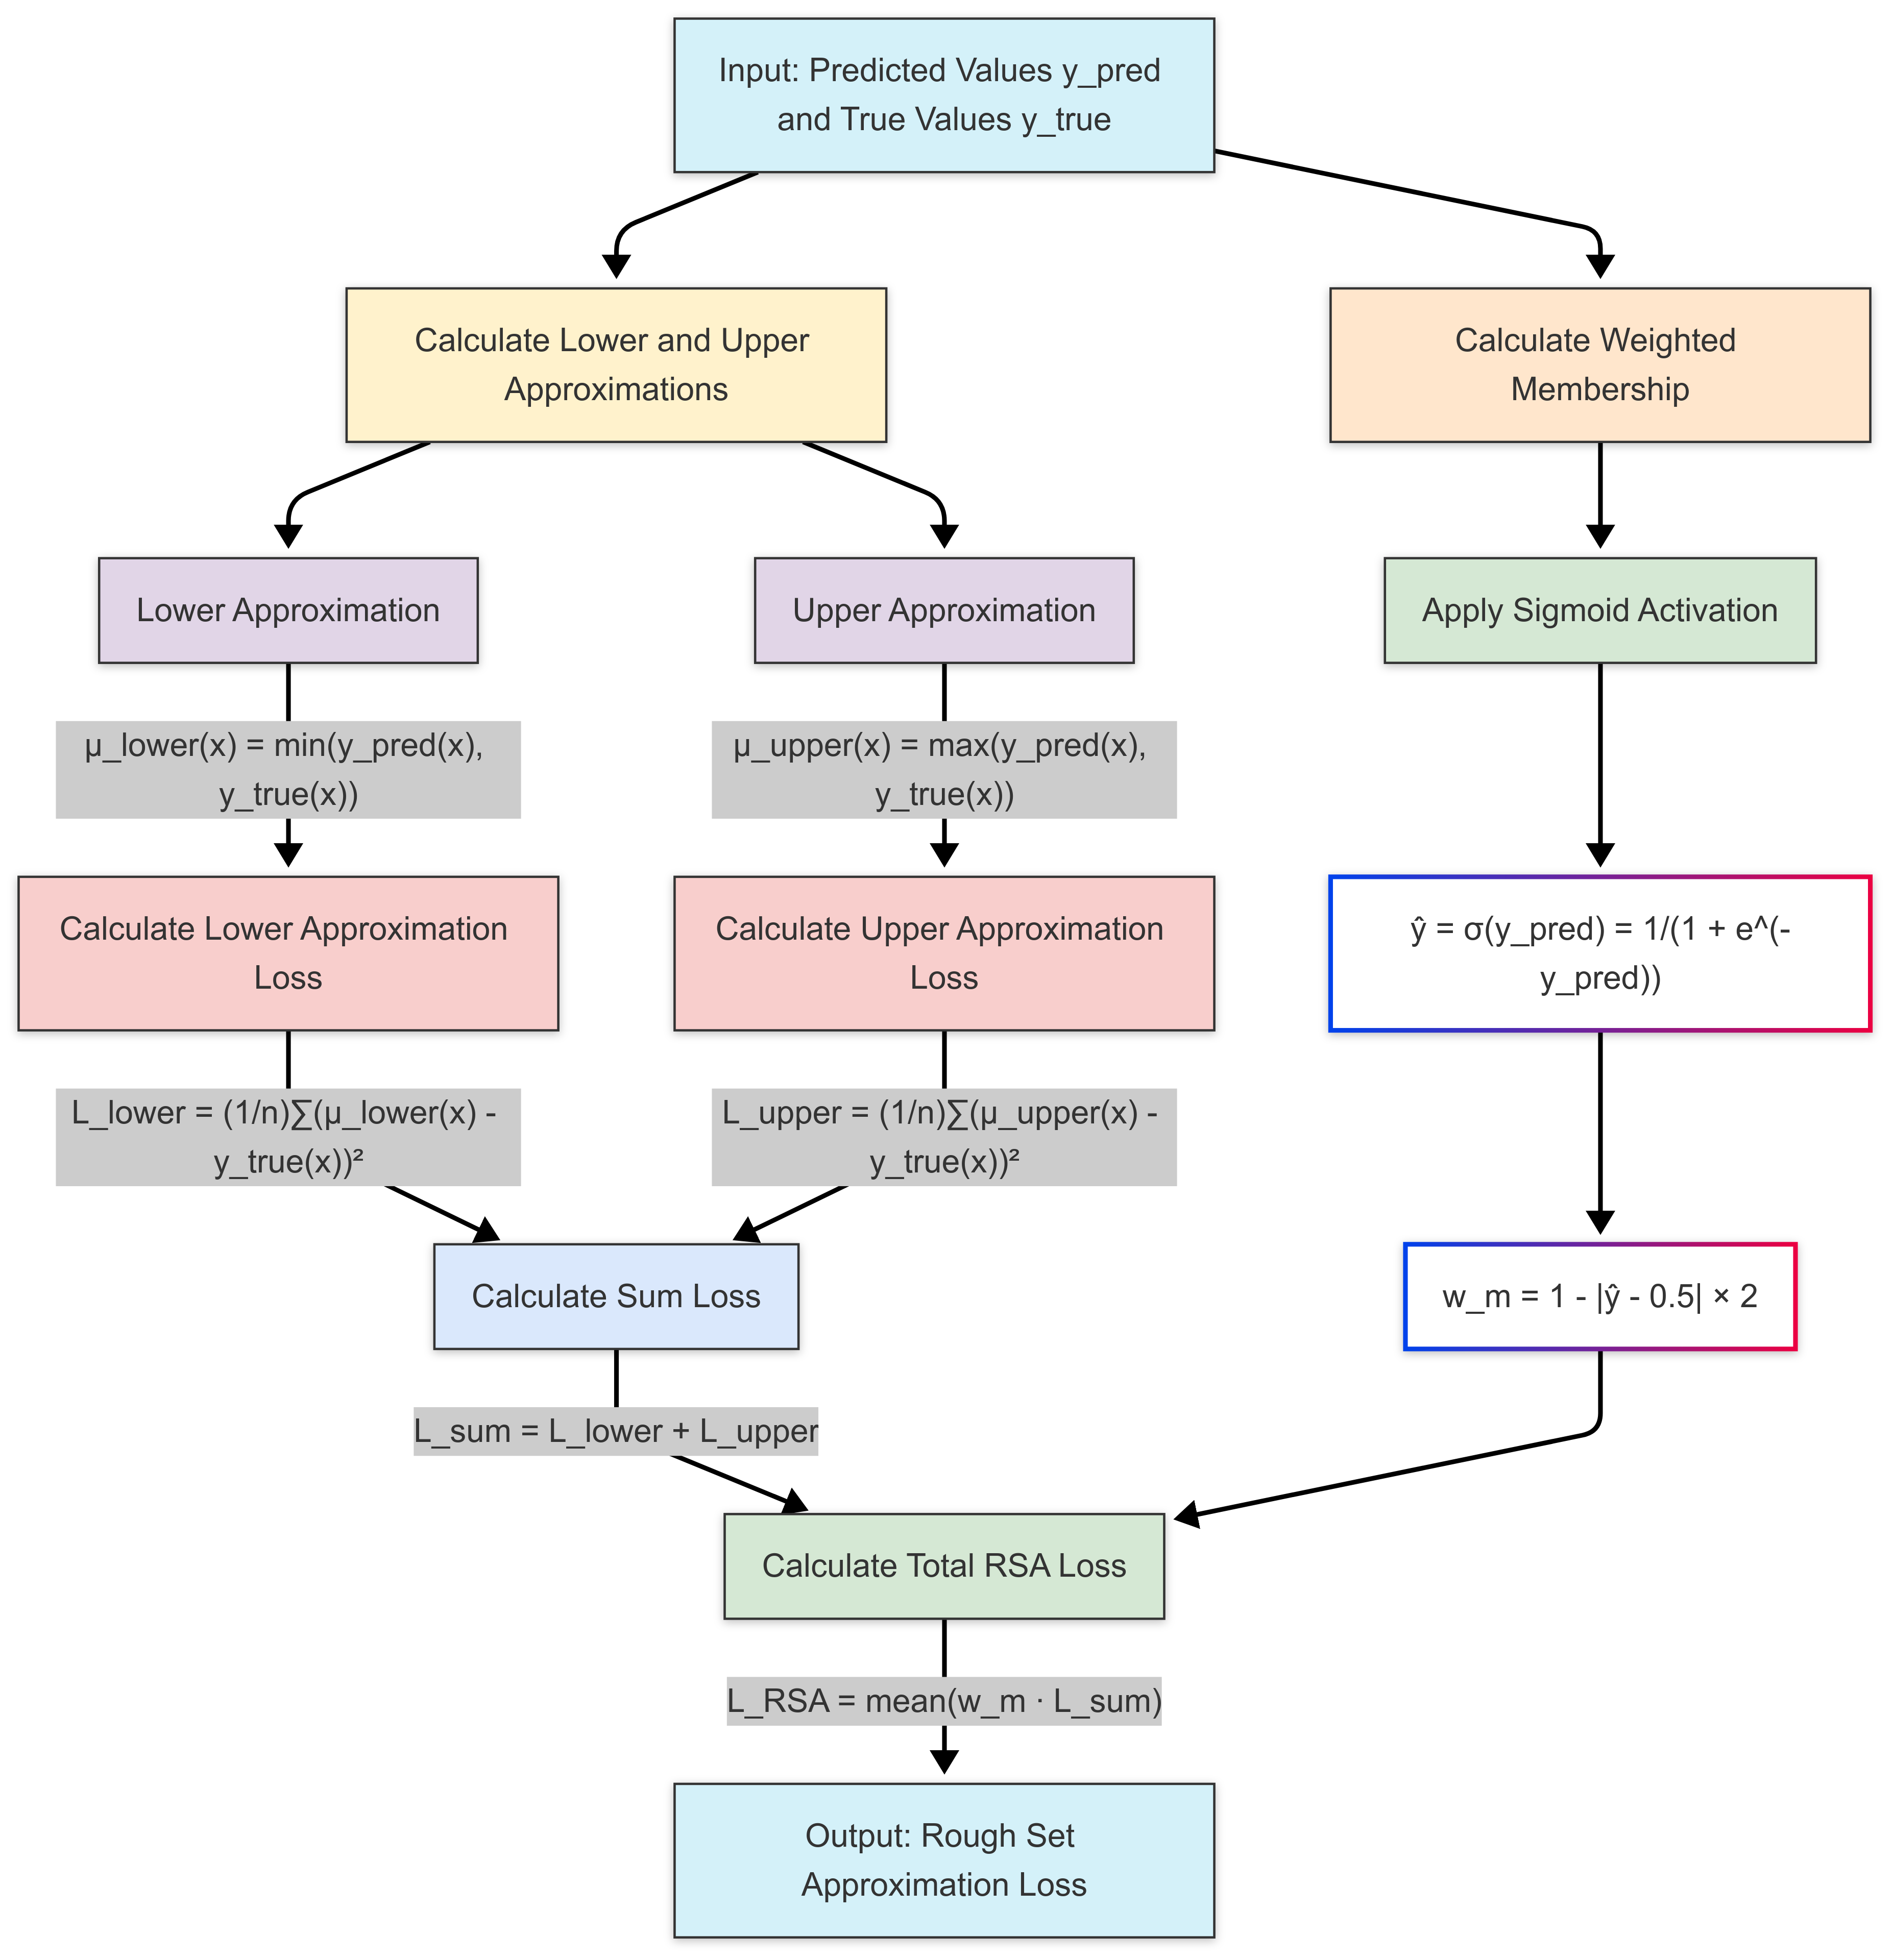 Input: Predicted Values y_pred
and True Values y_true
Calculate Lower and Upper
Approximations
Calculate Weighted
Membership
Lower Approximation
Upper Approximation
Apply Sigmoid Activation
μ_lower(x) = min(y_pred(x),
y_true(x))
μ_upper(x) = max(y_pred(x),
y_true(x))
Calculate Lower Approximation
Loss
Calculate Upper Approximation
Loss
ŷ = σ(y_pred) = 1/(1 + e^(-
y_pred))
L_lower = (1/n)∑(μ_lower(x) -
y_true(x))²
L_upper = (1/n)∑(μ_upper(x) -
y_true(x))²
Calculate Sum Loss
w_m = 1 - |ŷ - 0.5| × 2
L_sum = L_lower + L_upper
Calculate Total RSA Loss
L_RSA = mean(w_m · L_sum)
Output: Rough Set
Approximation Loss